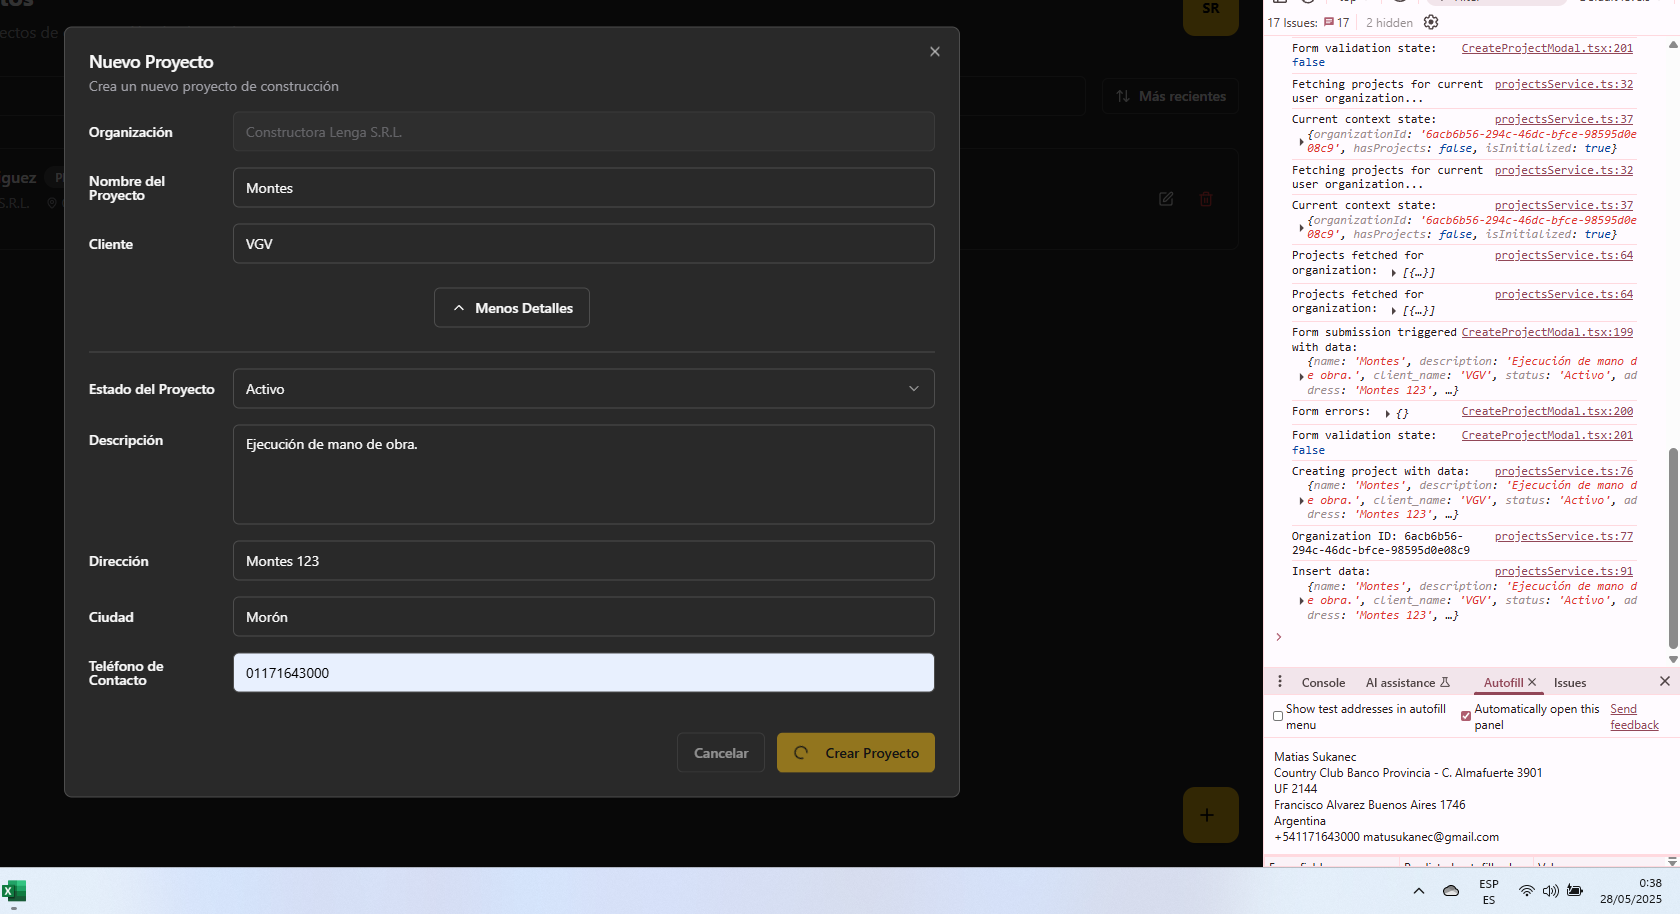 ectos de
SR
Más recientes
guez
S.R.L.
Nuevo Proyecto
Crea un nuevo proyecto de construcción
Organización
Constructora Lenga S.R.L.
Nombre del
Proyecto
Montes
Cliente
VGV
Menos Detalles
Estado del Proyecto
Activo
Descripción
Ejecución de mano de obra.
Dirección
Montes 123
Ciudad
Morón
Teléfono de
Contacto
01171643000
Cancelar
Crear Proyecto
+
17 Issues: 17 2 hidden
Form validation state: CreateProjectModal.tsx:201
false
Fetching projects for current projectsService.ts:32
user organization...
Current context state: projectsService.ts:37
{organizationId: '6acb6b56-294c-46dc-bfce-98595d0e
08c9', hasProjects: false, isInitialized: true}
Fetching projects for current projectsService.ts:32
user organization...
Current context state: projectsService.ts:37
{organizationId: '6acb6b56-294c-46dc-bfce-98595d0e
08c9', hasProjects: false, isInitialized: true}
Projects fetched for projectsService.ts:64
organization: [{…}]
Projects fetched for projectsService.ts:64
organization: [{…}]
Form submission triggered CreateProjectModal.tsx:199
with data:
{name: 'Montes', description: 'Ejecución de mano d
e obra.', client_name: 'VGV', status: 'Activo', ad
dress: 'Montes 123', …}
Form errors: {} CreateProjectModal.tsx:200
Form validation state: CreateProjectModal.tsx:201
false
Creating project with data: projectsService.ts:76
{name: 'Montes', description: 'Ejecución de mano d
e obra.', client_name: 'VGV', status: 'Activo', ad
dress: 'Montes 123', …}
Organization ID: 6acb6b56- projectsService.ts:77
294c-46dc-bfce-98595d0e08c9
Insert data: projectsService.ts:91
{name: 'Montes', description: 'Ejecución de mano d
e obra.', client_name: 'VGV', status: 'Activo', ad
dress: 'Montes 123', …}
Console AI assistance Autofill Issues
Show test addresses in autofill
menu
Automatically open this
panel
Send
feedback
Matias Sukanec
Country Club Banco Provincia - C. Almafuerte 3901
UF 2144
Francisco Alvarez Buenos Aires 1746
Argentina
+541171643000 matusukanec@gmail.com
ESP
ES
0:38
28/05/2025